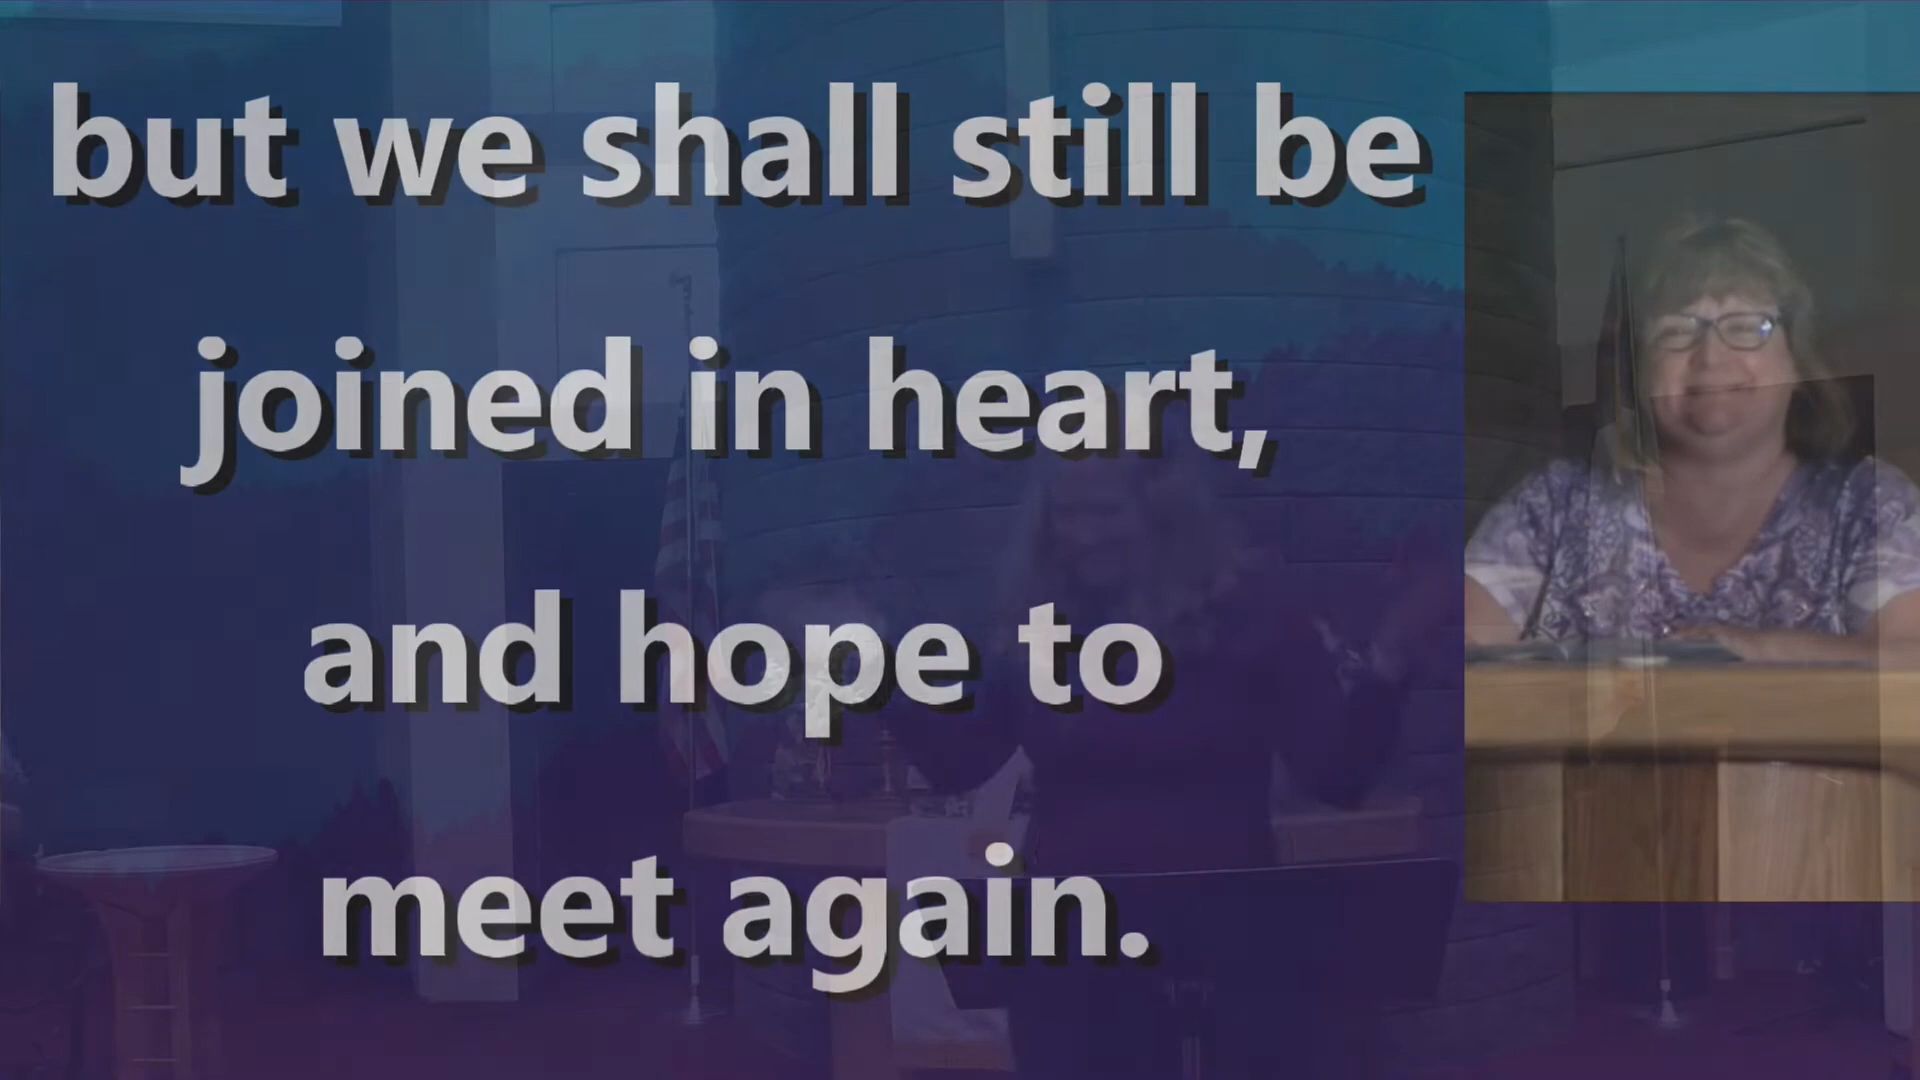 but we shall still be
joined in heart,
and hope to
meet again.